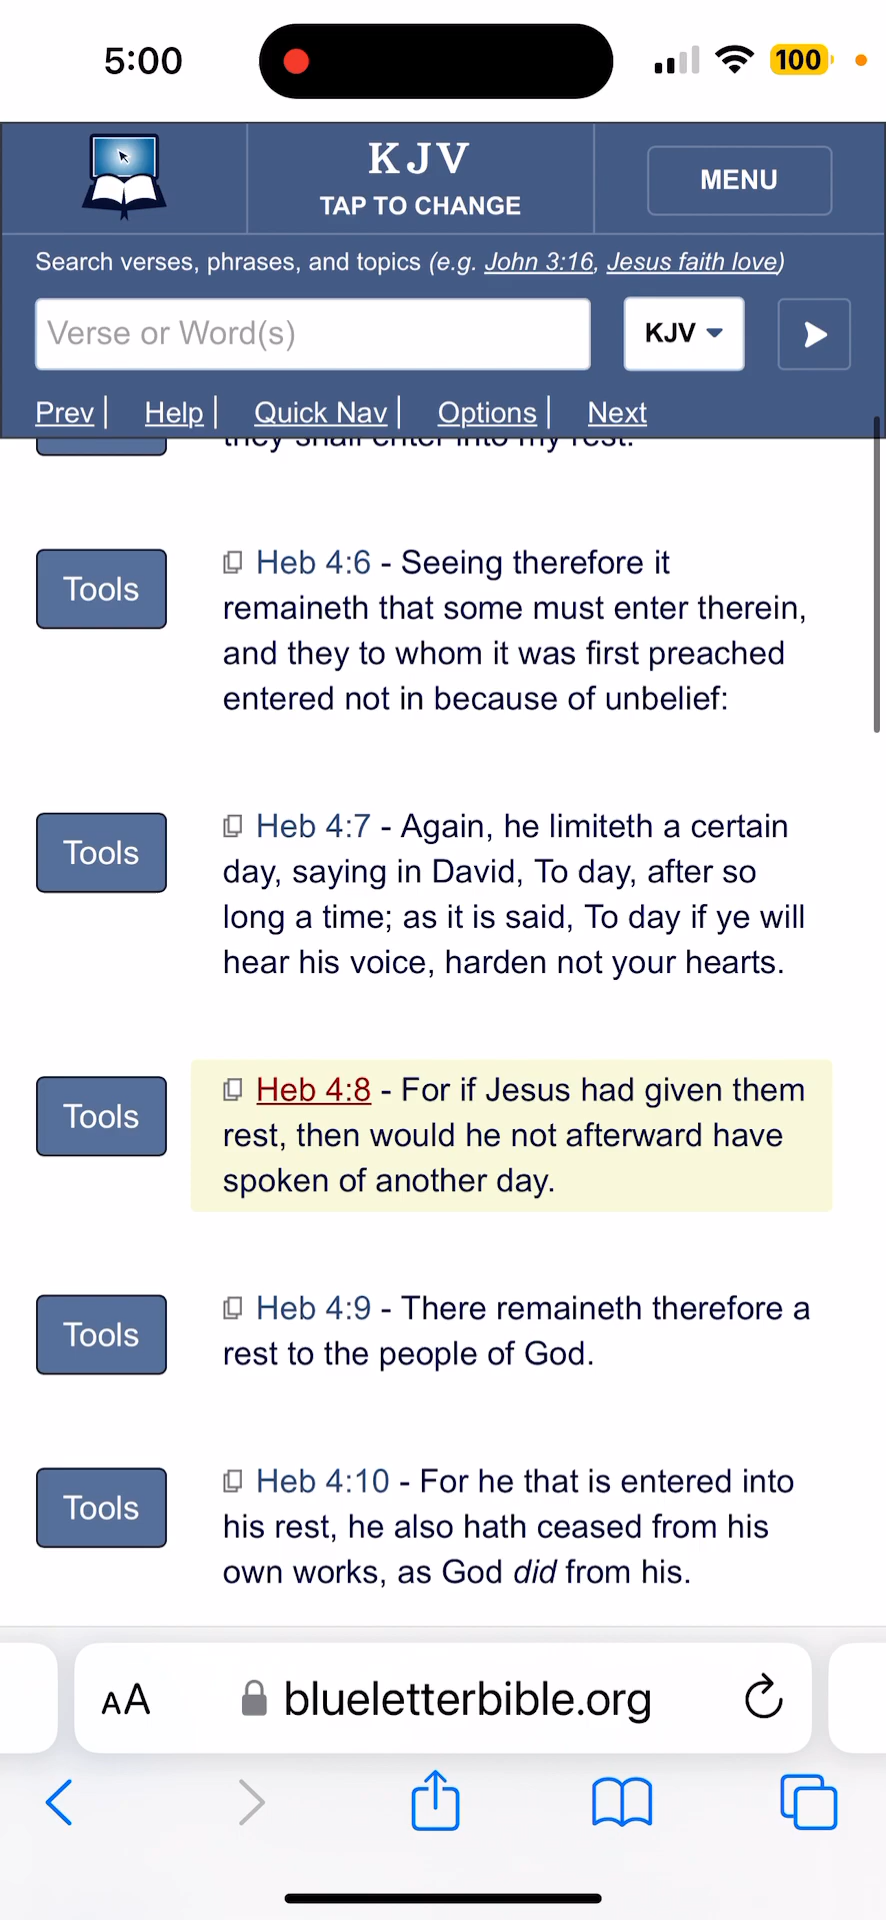 5:00
100
KJV
TAP TO CHANGE
MENU
Search verses, phrases, and topics (e.g. John 3:16, Jesus faith love)
Verse or Word(s)
KJV
Prev |
Help |
Quick Nav |
Options |
Next
they shall enter into my rest.
Tools
Heb 4:6 - Seeing therefore it
remaineth that some must enter therein,
and they to whom it was first preached
entered not in because of unbelief:
Tools
Heb 4:7 - Again, he limiteth a certain
day, saying in David, To day, after so
long a time; as it is said, To day if ye will
hear his voice, harden not your hearts.
Tools
Heb 4:8 - For if Jesus had given them
rest, then would he not afterward have
spoken of another day.
Tools
Heb 4:9 - There remaineth therefore a
rest to the people of God.
Tools
Heb 4:10 - For he that is entered into
his rest, he also hath ceased from his
own works, as God did from his.
AA
blueletterbible.org